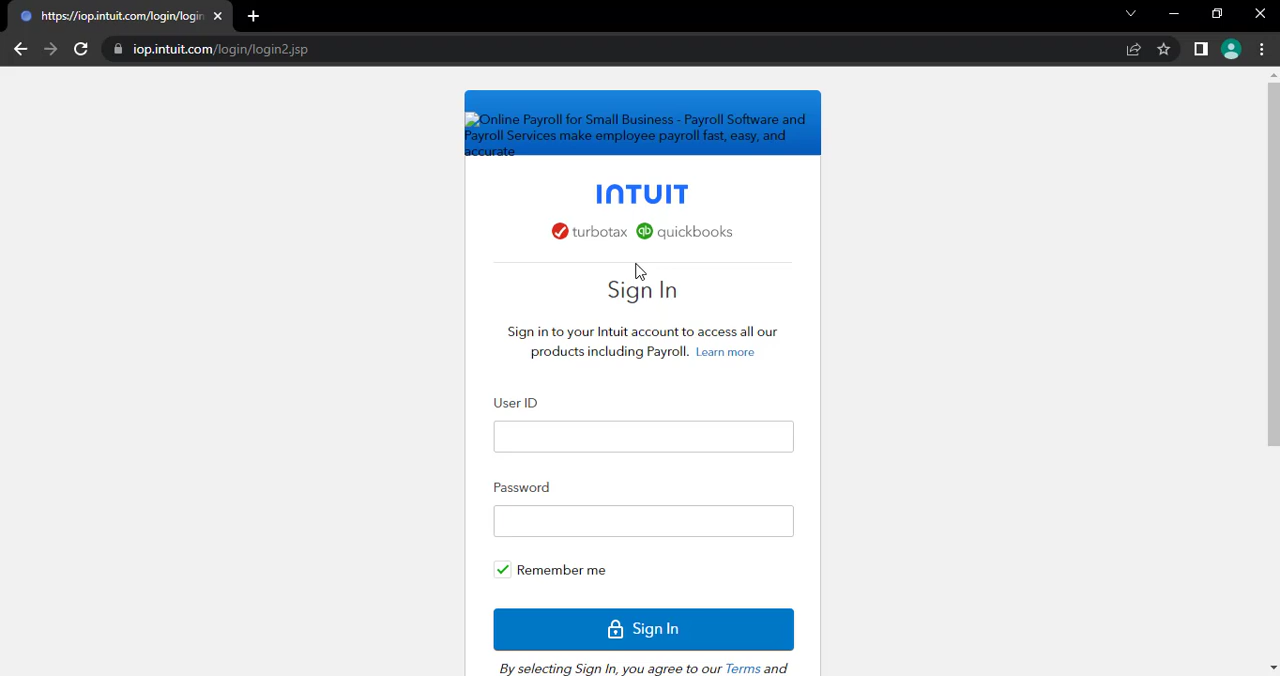 https://iop.intuit.com/login/login
iop.intuit.com/login/login2.jsp
Online Payroll for Small Business - Payroll Software and
Payroll Services make employee payroll fast, easy, and
accurate
INTUIT
turbotax qb quickbooks
Sign In
Sign in to your Intuit account to access all our
products including Payroll. Learn more
User ID
Password
Remember me
Sign In
By selecting Sign In, you agree to our Terms and